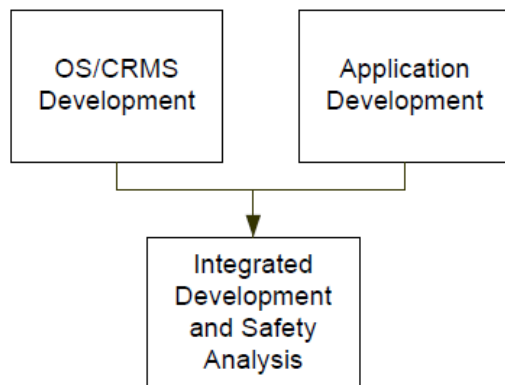 OS/CRMS
Development
Application
Development
Integrated
Development
and Safety
Analysis